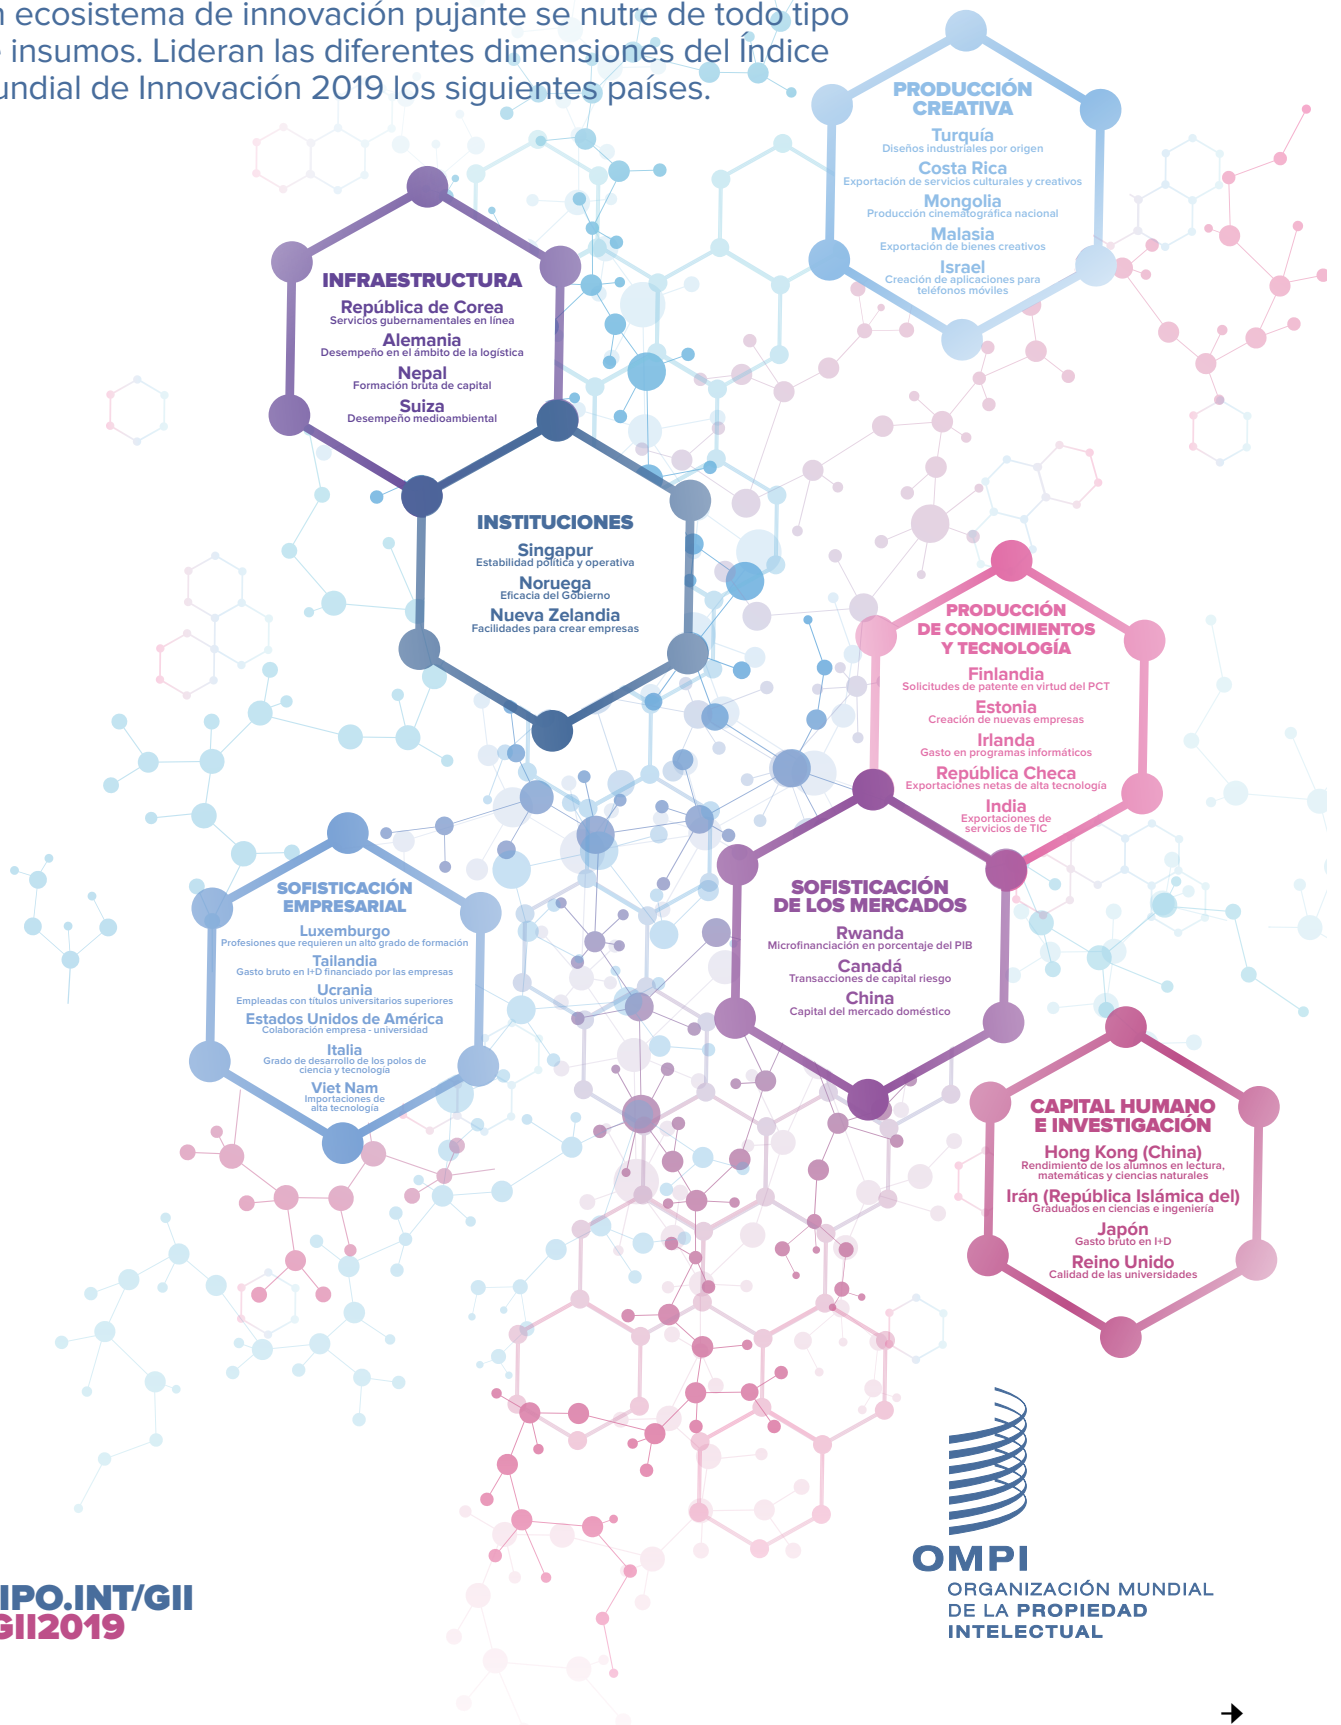 ecosistema de innovación pujante se nutre de todo tipo
insumos. Lideran las diferentes dimensiones del Índice
undial de Innovación 2019 los siguientes países.
PRODUCCIÓN
CREATIVA
Turquía
Diseños industriales por origen
Costa Rica
Exportación de servicios culturales y creativos
Mongolia
Producción cinematográfica nacional
Malasia
Exportación de bienes creativos
Israel
Creación de aplicaciones para
teléfonos móviles
INFRAESTRUCTURA
República de Corea
Servicios gubernamentales en línea
Alemania
Desempeño en el ámbito de la logística
Nepal
Formación bruta de capital
Suiza
Desempeño medioambiental
INSTITUCIONES
Singapur
Estabilidad política y operativa
Noruega
Eficacia del Gobierno
Nueva Zelandia
Facilidades para crear empresas
PRODUCCIÓN
DE CONOCIMIENTOS
Y TECNOLOGÍA
Finlandia
Solicitudes de patente en virtud del PCT
Estonia
Creación de nuevas empresas
Irlanda
Gasto en programas informáticos
República Checa
Exportaciones netas de alta tecnología
India
Exportaciones de
servicios de TIC
SOFISTICACIÓN
EMPRESARIAL
Luxemburgo
Profesiones que requieren un alto grado de formación
Tailandia
Gasto bruto en I+D financiado por las empresas
Ucrania
Empleadas con títulos universitarios superiores
Estados Unidos de América
Colaboración empresa - universidad
Italia
Grado de desarrollo de los polos de
ciencia y tecnología
Viet Nam
Importaciones de
alta tecnología
SOFISTICACIÓN
DE LOS MERCADOS
Rwanda
Microfinanciación en porcentaje del PIB
Canadá
Transacciones de capital riesgo
China
Capital del mercado doméstico
CAPITAL HUMANO
E INVESTIGACIÓN
Hong Kong (China)
Rendimiento de los alumnos en lectura,
matemáticas y ciencias naturales
Irán (República Islámica del)
Graduados en ciencias e ingeniería
Japón
Gasto bruto en I+D
Reino Unido
Calidad de las universidades
OMPI
ORGANIZACIÓN MUNDIAL
DE LA PROPIEDAD
INTELECTUAL
IPO.INT/GII
GII2019